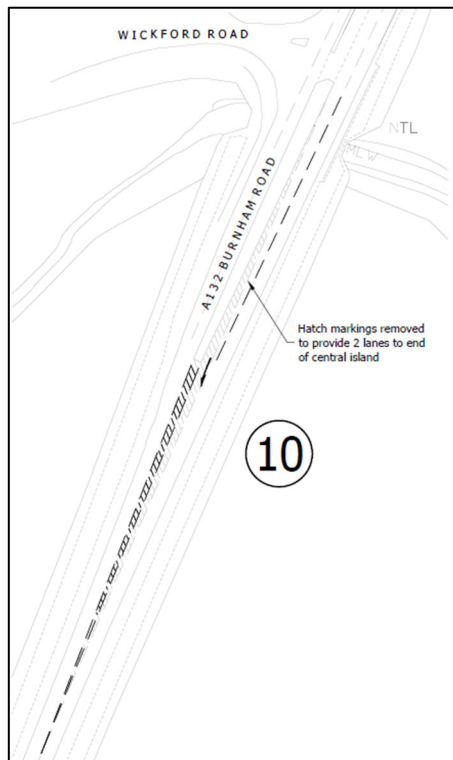 WICKFORD ROAD
NTL
MLW
A132 BURNHAM ROAD
Hatch markings removed
to provide 2 lanes to end
of central island
10